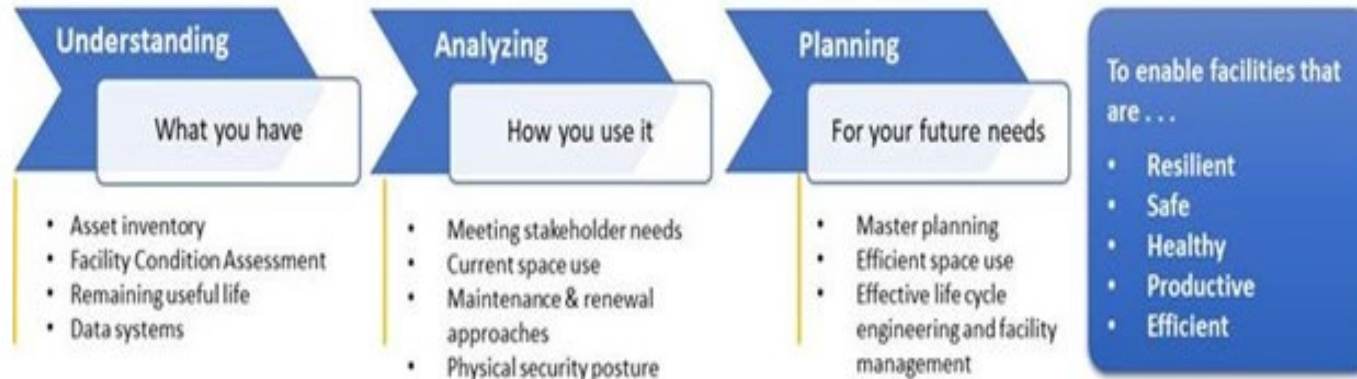 Understanding
What you have
• Asset inventory
• Facility Condition Assessment
• Remaining useful life
• Data systems
Analyzing
How you use it
• Meeting stakeholder needs
• Current space use
• Maintenance & renewal
approaches
• Physical security posture
Planning
For your future needs
• Master planning
• Efficient space use
• Effective life cycle
engineering and facility
management
To enable facilities that
are . . .
• Resilient
• Safe
• Healthy
• Productive
• Efficient